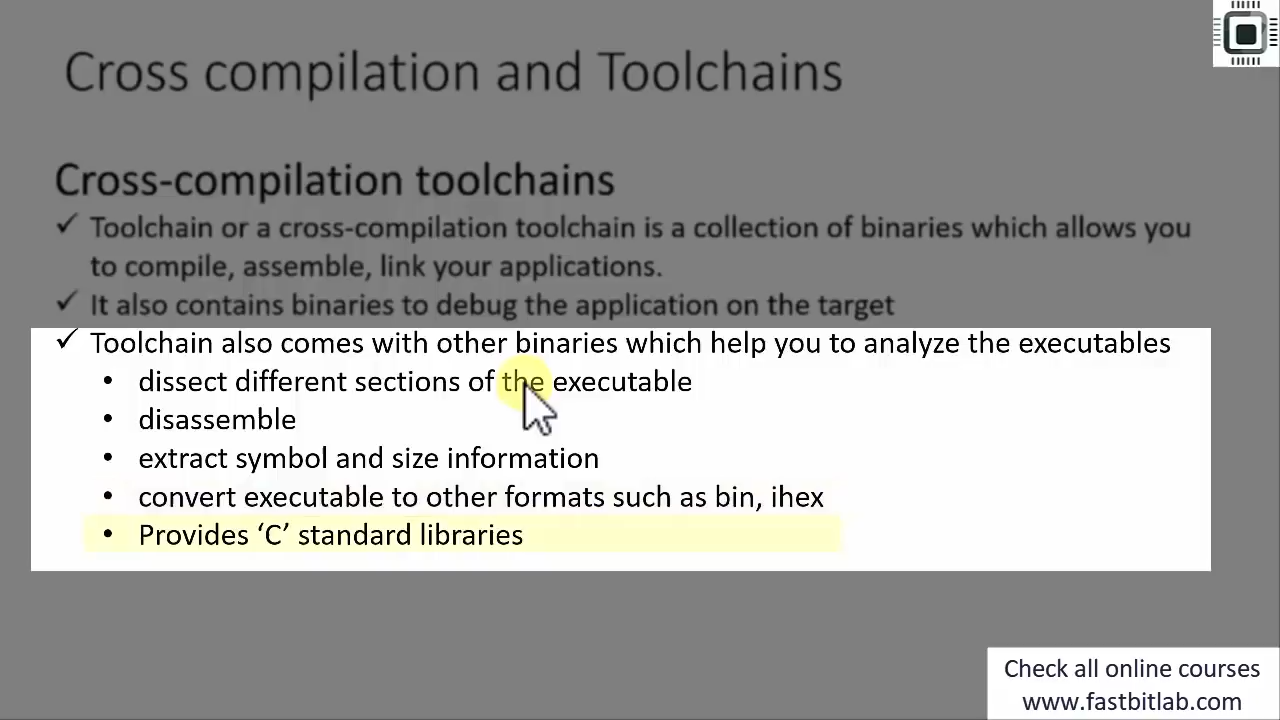 Cross compilation and Toolchains
Cross-compilation toolchains
✓ Toolchain or a cross-compilation toolchain is a collection of binaries which allows you
to compile, assemble, link your applications.
✓ It also contains binaries to debug the application on the target
✓ Toolchain also comes with other binaries which help you to analyze the executables
• dissect different sections of the executable
• disassemble
• extract symbol and size information
• convert executable to other formats such as bin, ihex
• Provides ‘C’ standard libraries
Check all online courses
www.fastbitlab.com